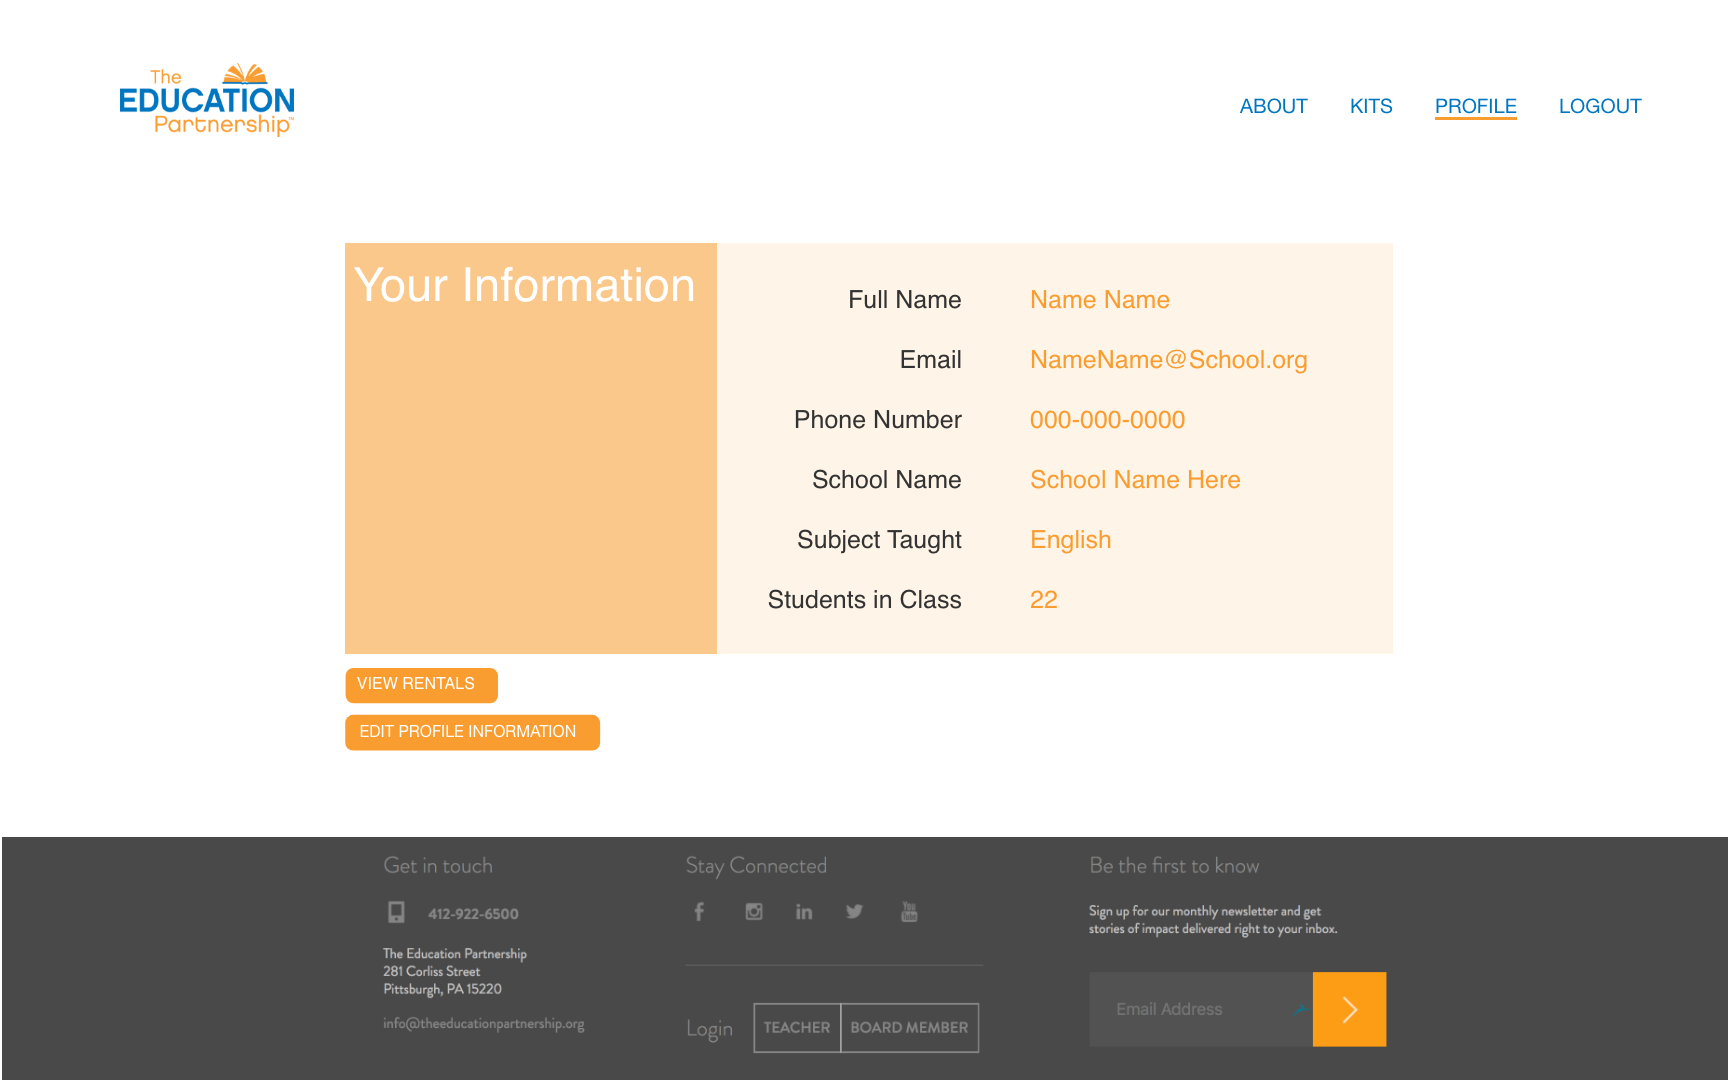 The
EDUCATION
Partnership™
ABOUT KITS PROFILE LOGOUT
Your Information
Full Name Name Name
Email NameName@School.org
Phone Number 000-000-0000
School Name School Name Here
Subject Taught English
Students in Class 22
VIEW RENTALS
EDIT PROFILE INFORMATION
Get in touch
412-922-6500
The Education Partnership
281 Corliss Street
Pittsburgh, PA 15220
info@theeducationpartnership.org
Stay Connected
f in You Tube
Login TEACHER BOARD MEMBER
Be the first to know
Sign up for our monthly newsletter and get
stories of impact delivered right to your inbox.
Email Address